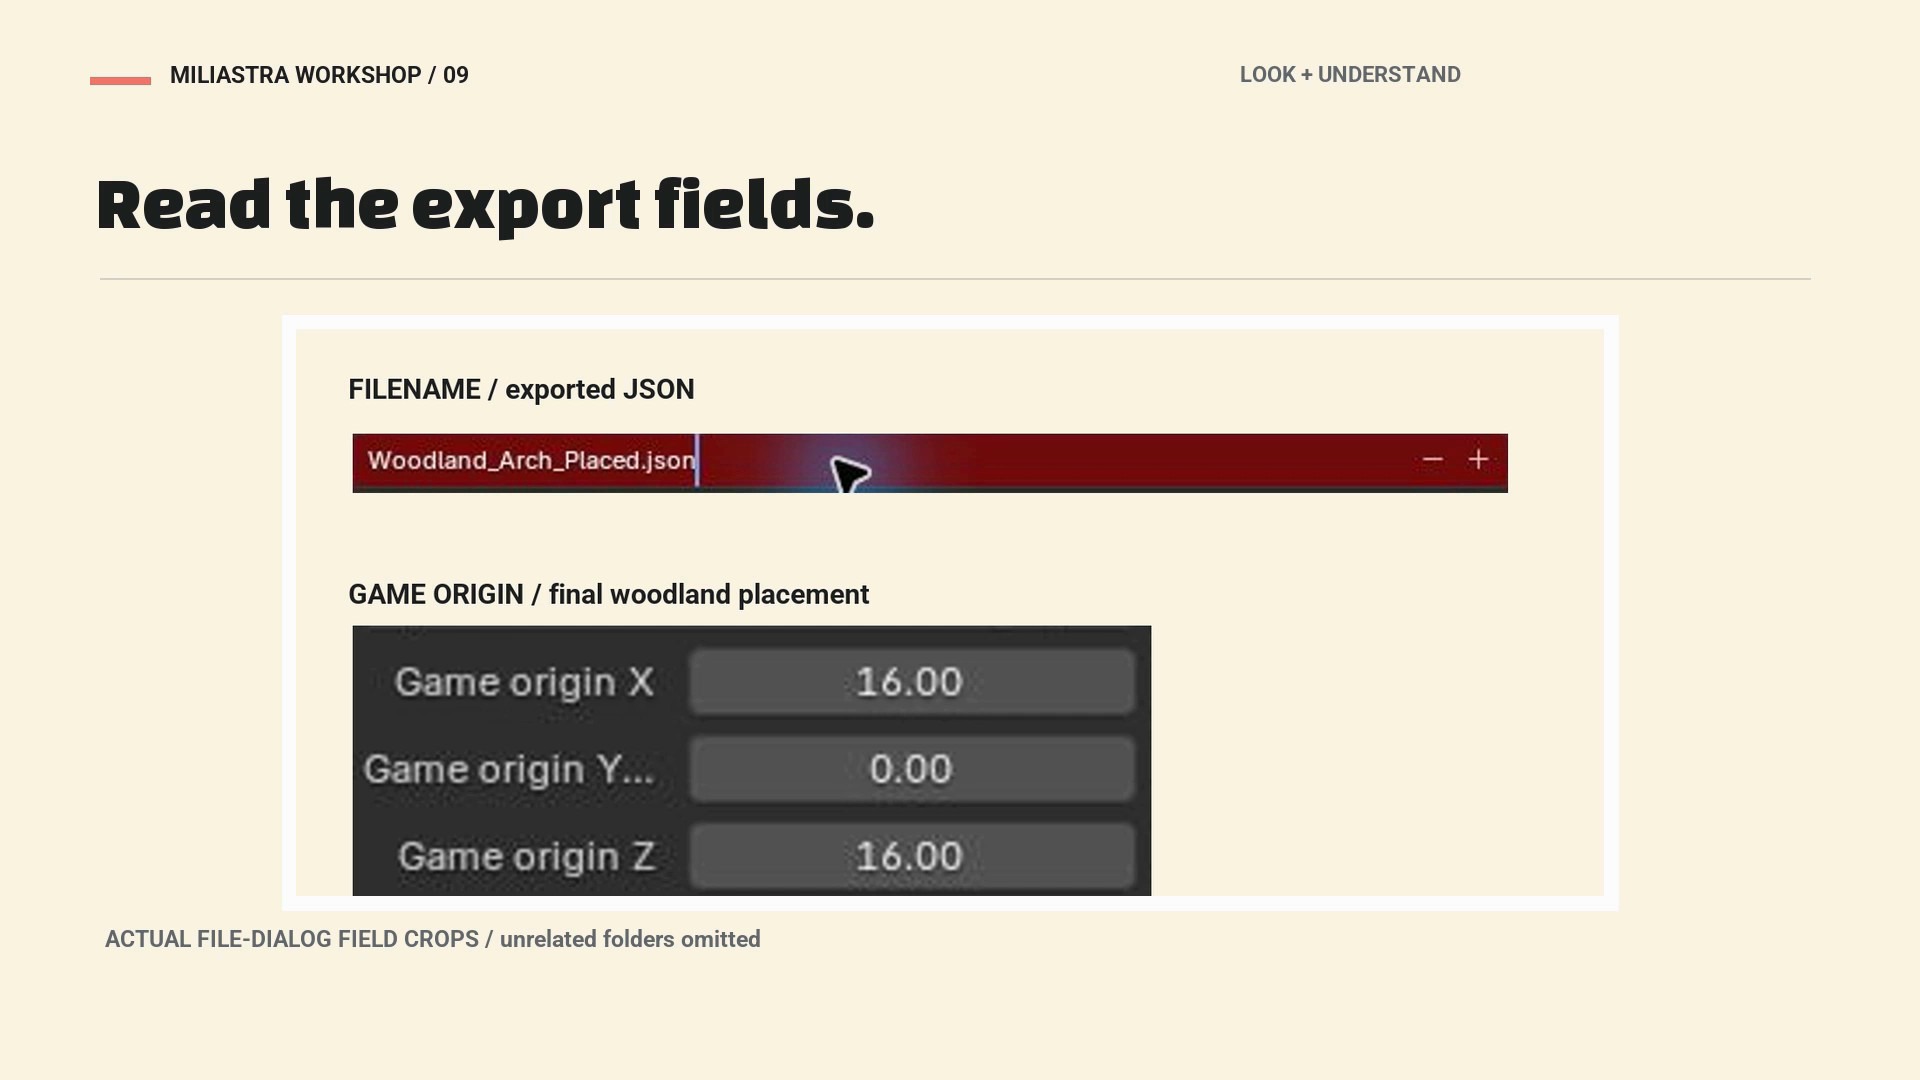 MILIASTRA WORKSHOP / 09
LOOK + UNDERSTAND
Read the export fields.
FILENAME / exported JSON
Woodland_Arch_Placed.json
GAME ORIGIN / final woodland placement
Game origin X 16.00
Game origin Y... 0.00
Game origin Z 16.00
ACTUAL FILE-DIALOG FIELD CROPS / unrelated folders omitted